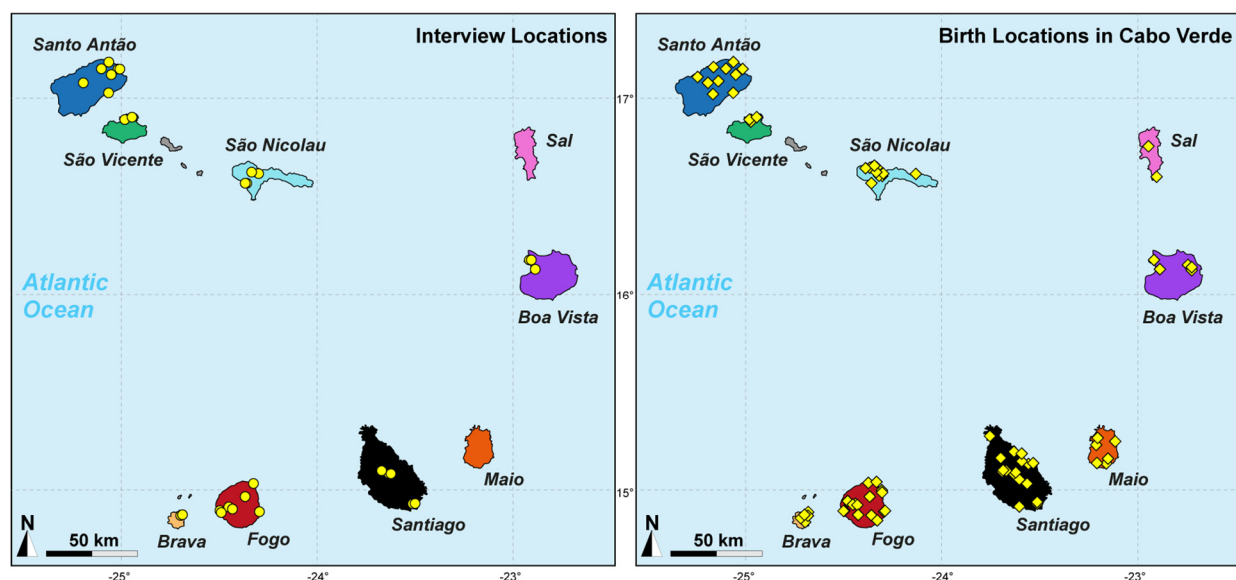 Interview Locations
Santo Antão
17°
São Vicente
São Nicolau
Sal
Atlantic
Ocean
16°
Boa Vista
Maio
15°
Santiago
Fogo
Brava
N
50 km
-25°
-24°
-23°
Birth Locations in Cabo Verde
Santo Antão
São Vicente
São Nicolau
Sal
Atlantic
Ocean
Boa Vista
Maio
Santiago
Fogo
Brava
N
50 km
-25°
-24°
-23°